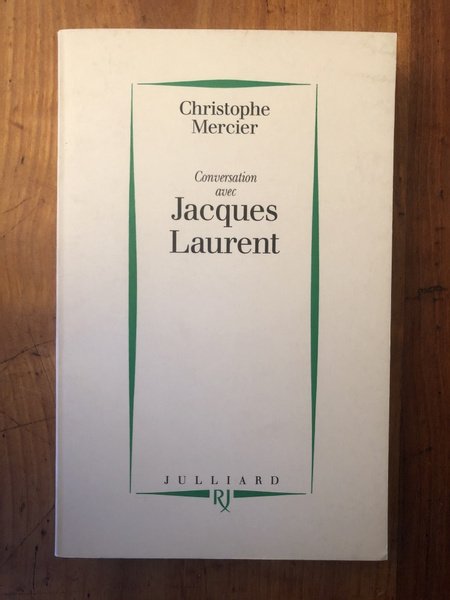 Christophe
Mercier
Conversation
avec
Jacques
Laurent
JULLIARD
RJ